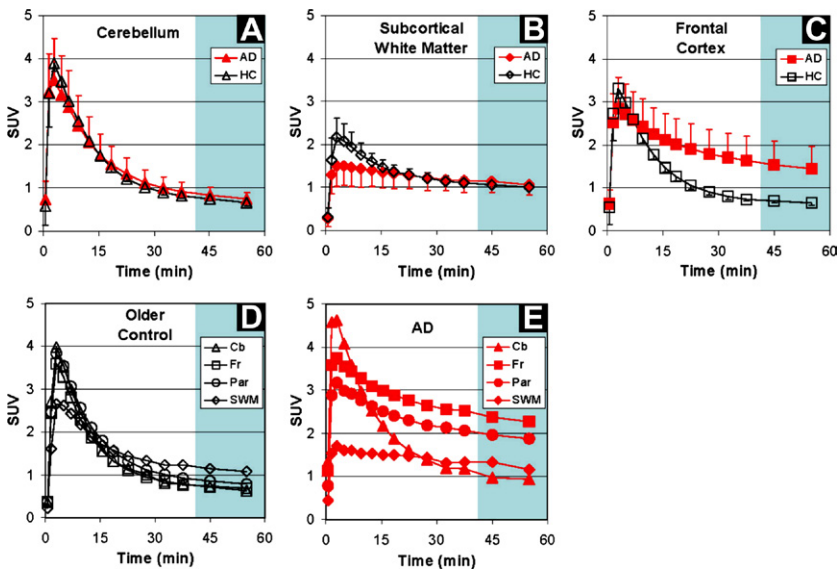 Cerebellum
A
AD
HC
5
4
3
2
1
0
SUV
0 15 30 45 60
Time (min)
Subcortical
White Matter
B
AD
HC
5
4
3
2
1
0
SUV
0 15 30 45 60
Time (min)
Frontal
Cortex
C
AD
HC
5
4
3
2
1
0
SUV
0 15 30 45 60
Time (min)
Older
Control
D
Cb
Fr
Par
SWM
5
4
3
2
1
0
SUV
0 15 30 45 60
Time (min)
AD
E
Cb
Fr
Par
SWM
5
4
3
2
1
0
SUV
0 15 30 45 60
Time (min)